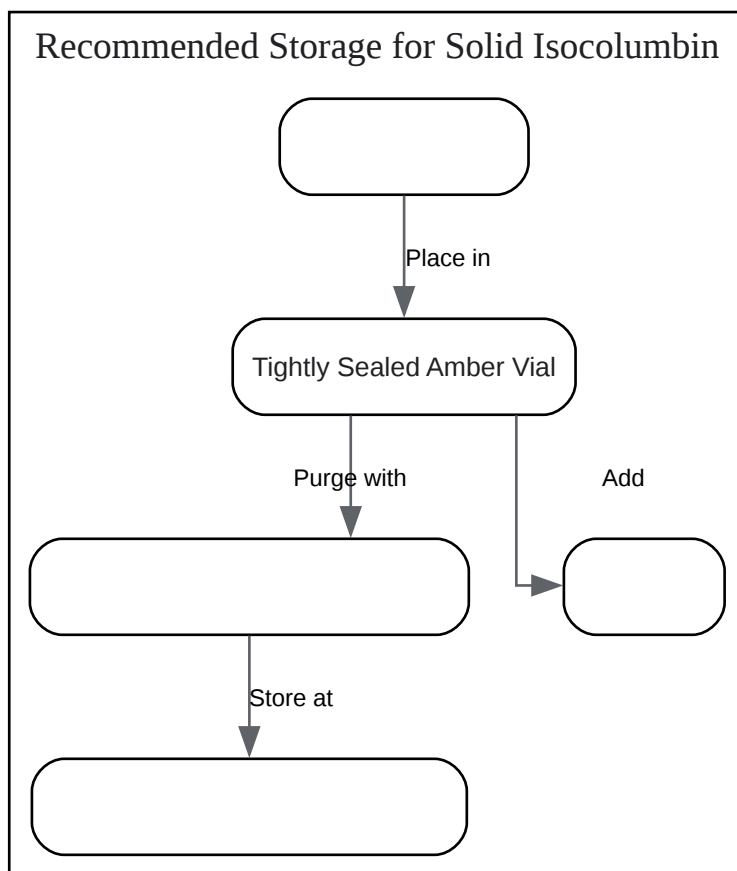 Recommended Storage for Solid Isocolumbin
Place in
Tightly Sealed Amber Vial
Purge with
Add
Store at